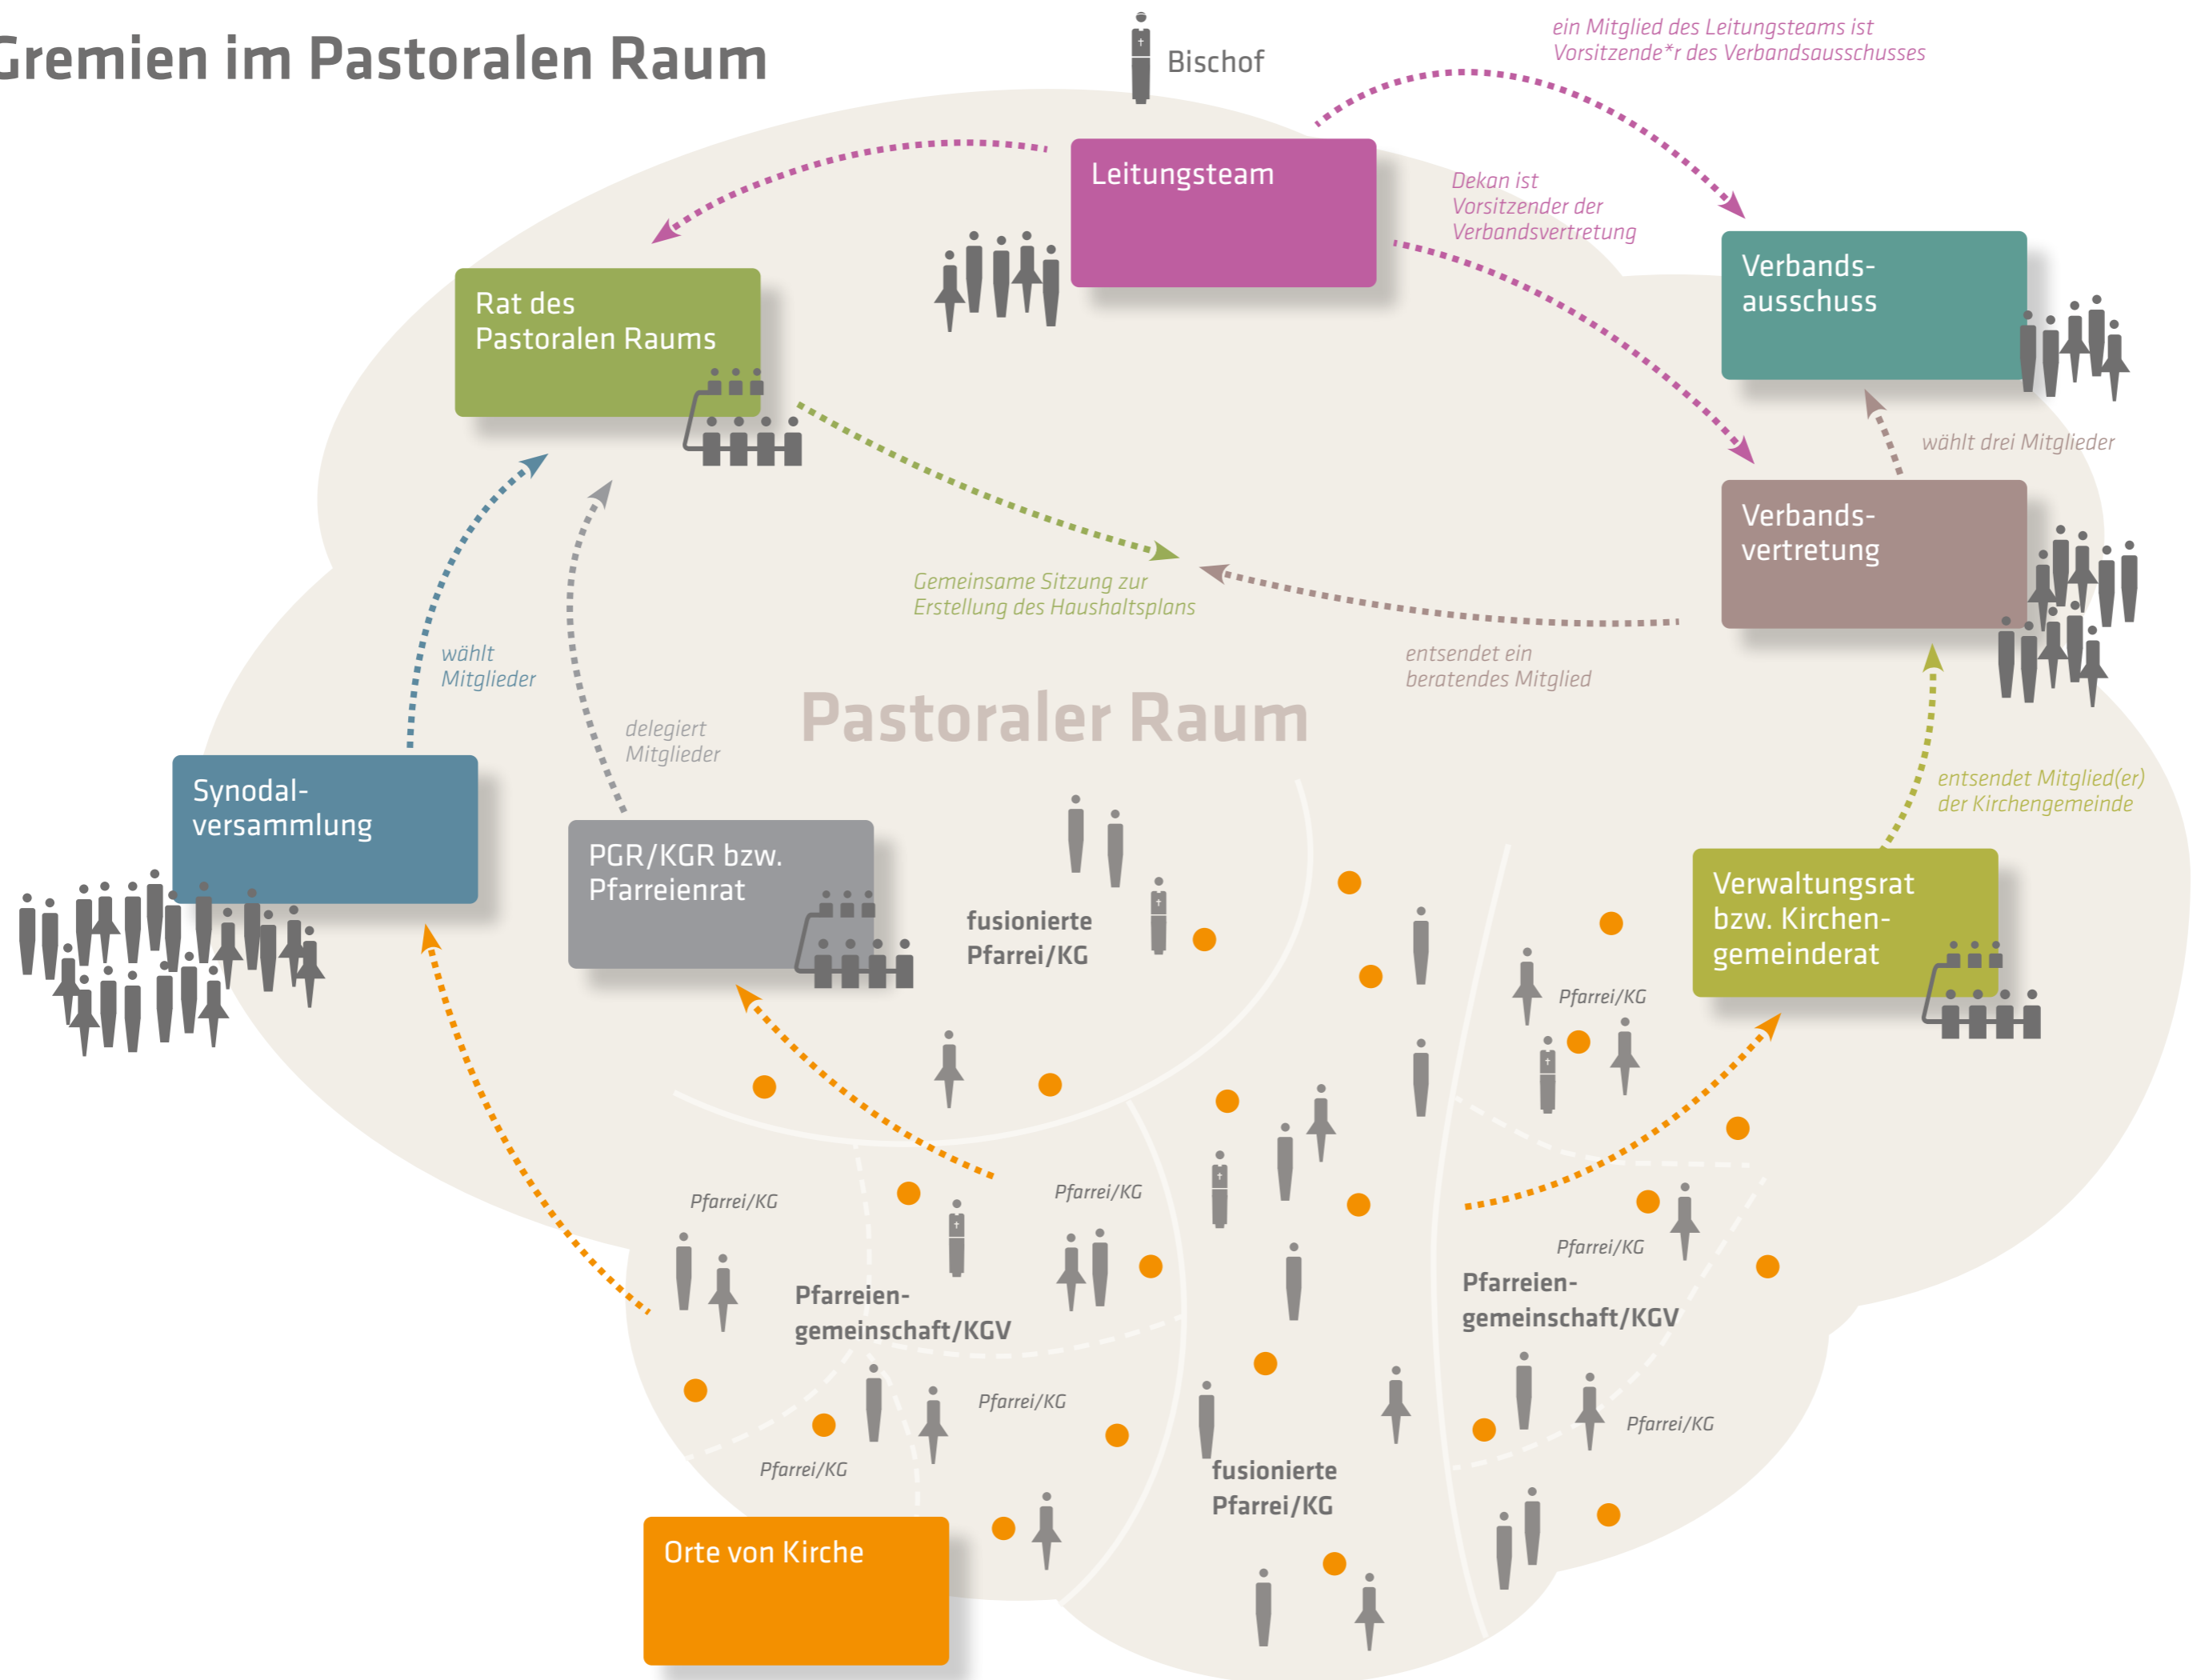 Gremien im Pastoralen Raum
Bischof
ein Mitglied des Leitungsteams ist
Vorsitzende*r des Verbandsausschusses
Leitungsteam
Dekan ist
Vorsitzender der
Verbandsvertretung
Verbands-
ausschuss
Rat des
Pastoralen Raums
wählt drei Mitglieder
Verbands-
vertretung
Gemeinsame Sitzung zur
Erstellung des Haushaltsplans
entsendet ein
beratendes Mitglied
wählt
Mitglieder
delegiert
Mitglieder
Pastoraler Raum
entsendet Mitglied(er)
der Kirchengemeinde
Synodal-
versammlung
PGR/KGR bzw.
Pfarreienrat
Verwaltungsrat
bzw. Kirchen-
gemeinderat
fusionierte
Pfarrei/KG
Pfarrei/KG
Pfarrei/KG
Pfarrei/KG
Pfarrei/KG
Pfarreien-
gemeinschaft/KGV
Pfarreien-
gemeinschaft/KGV
Pfarrei/KG
Pfarrei/KG
Pfarrei/KG
fusionierte
Pfarrei/KG
Orte von Kirche